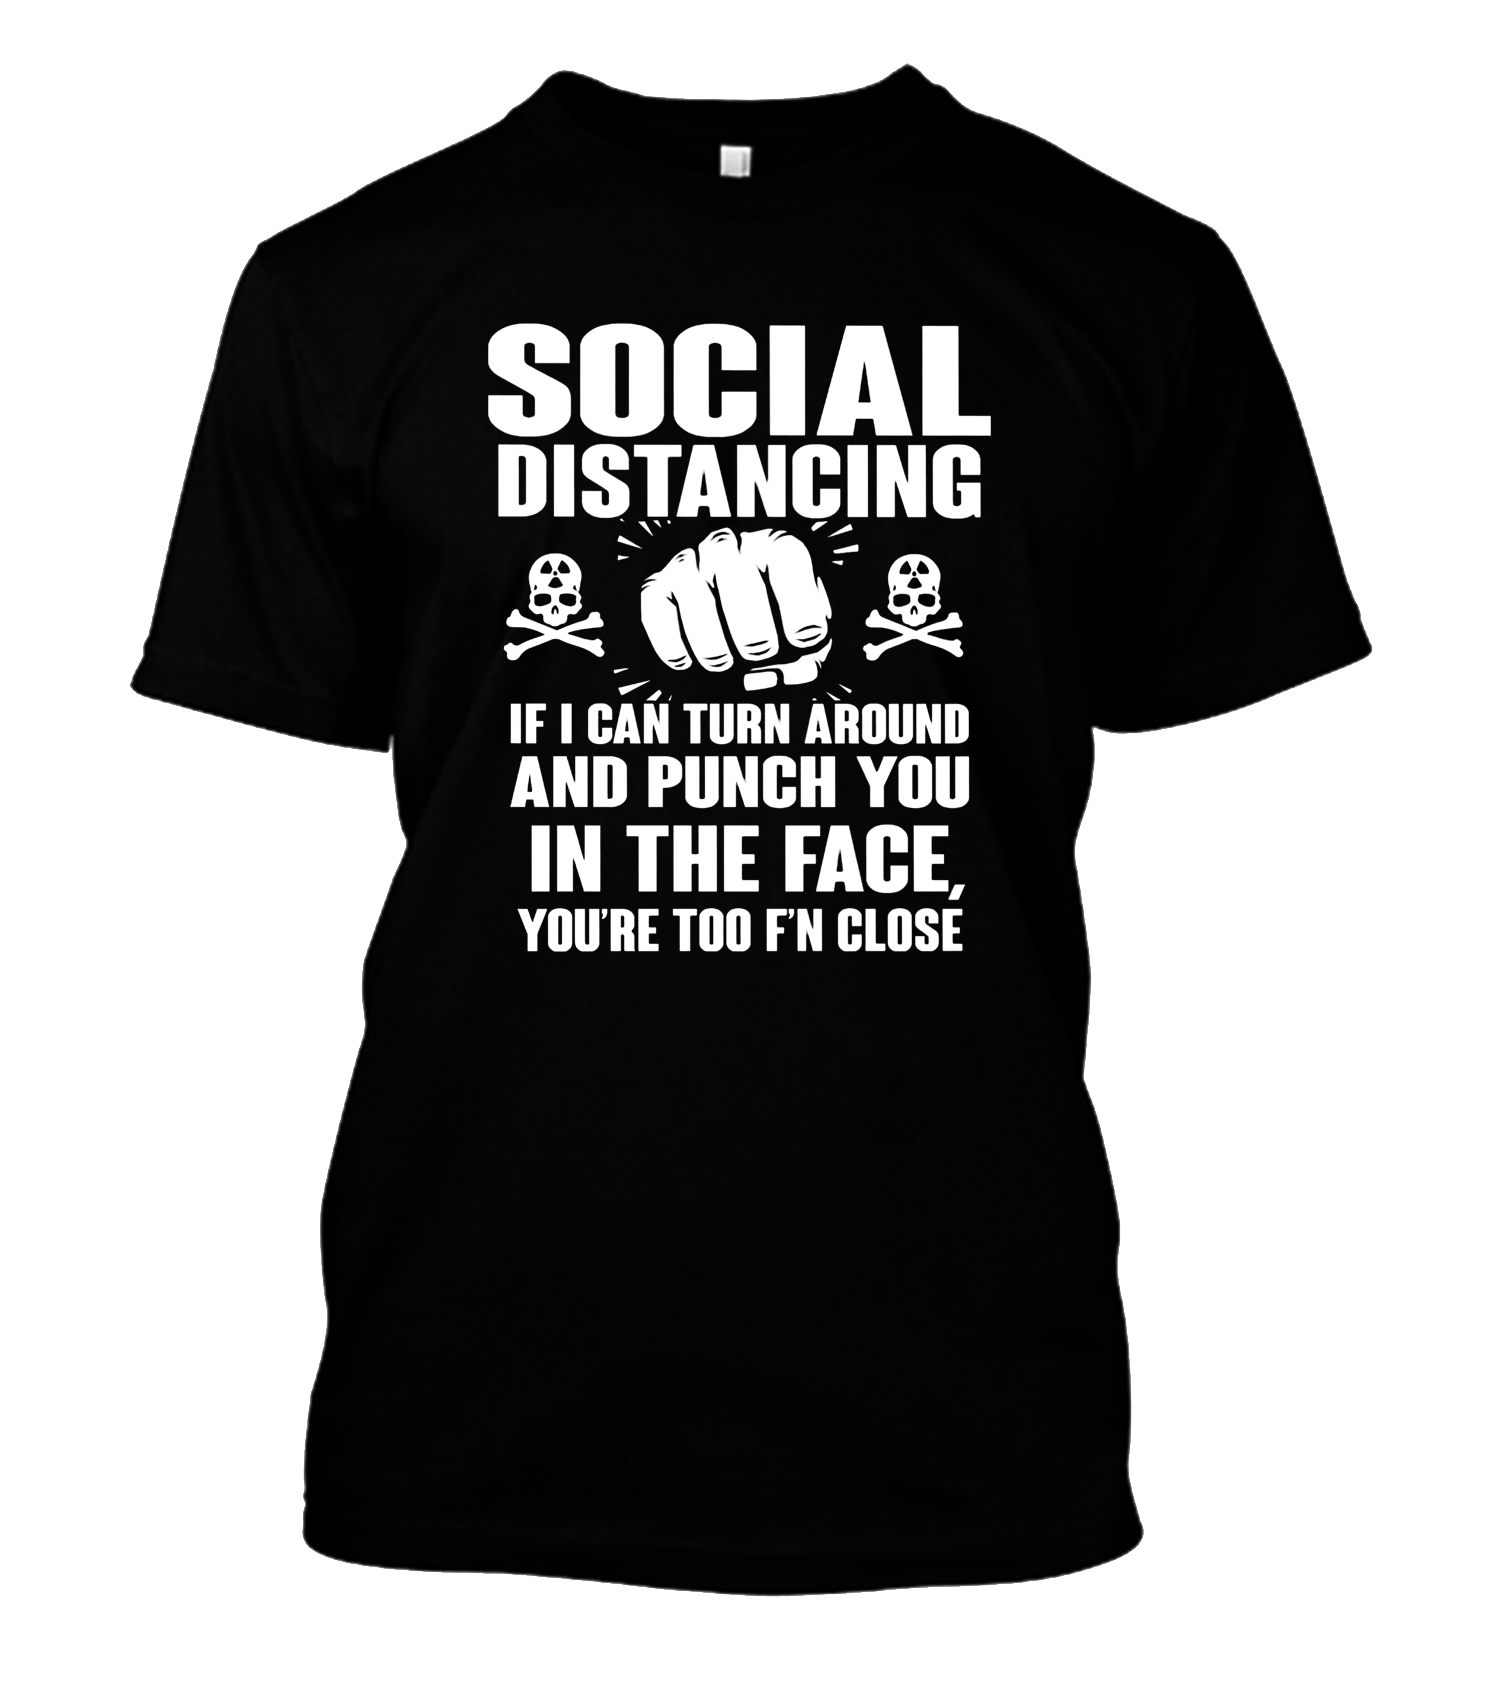 SOCIAL
DISTANCING
IF I CAN TURN AROUND
AND PUNCH YOU
IN THE FACE,
YOU'RE TOO F'N CLOSE